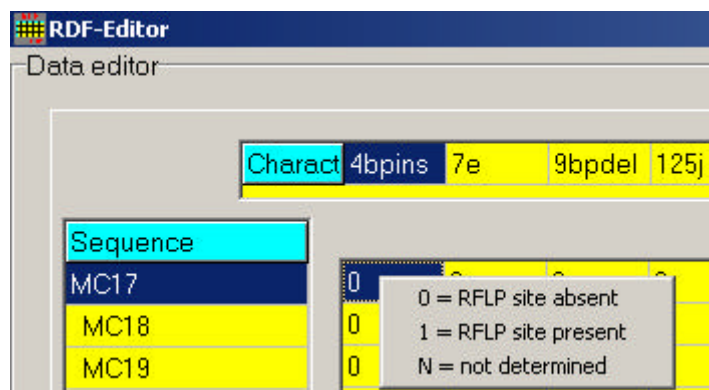 RDF-Editor
Data editor
Charact 4bpins 7e 9bpdel 125j
Sequence
MC17 0
0 = RFLP site absent
MC18 0
1 = RFLP site present
MC19 0
N = not determined